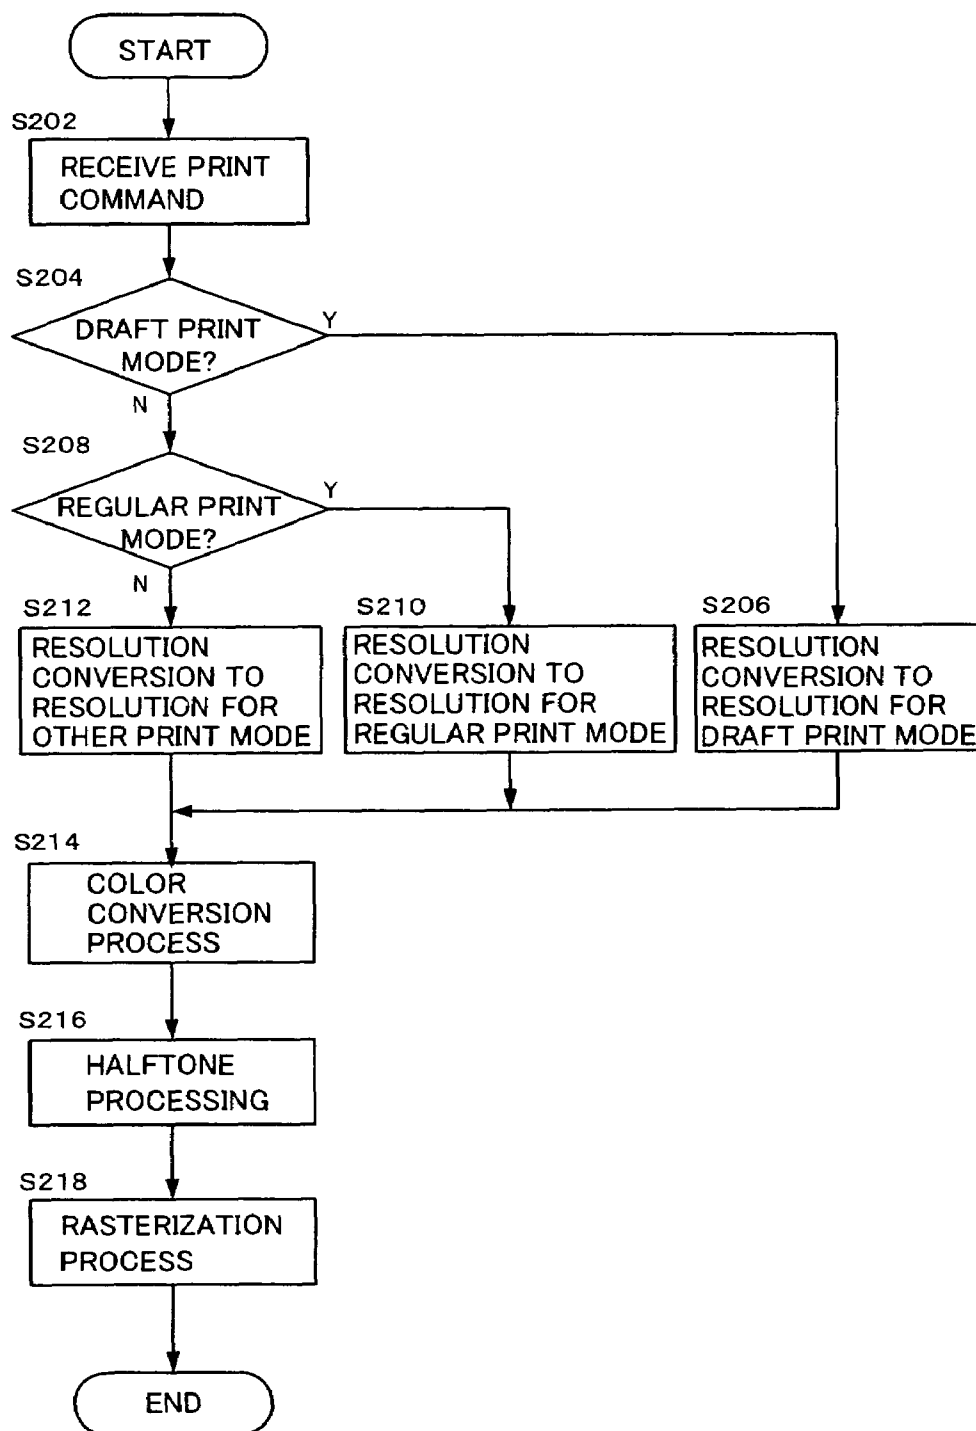 START
S202
RECEIVE PRINT
COMMAND
S204
DRAFT PRINT
MODE?
Y
N
S208
REGULAR PRINT
MODE?
Y
N
S212
RESOLUTION
CONVERSION TO
RESOLUTION FOR
OTHER PRINT MODE
S210
RESOLUTION
CONVERSION TO
RESOLUTION FOR
REGULAR PRINT MODE
S206
RESOLUTION
CONVERSION TO
RESOLUTION FOR
DRAFT PRINT MODE
S214
COLOR
CONVERSION
PROCESS
S216
HALFTONE
PROCESSING
S218
RASTERIZATION
PROCESS
END